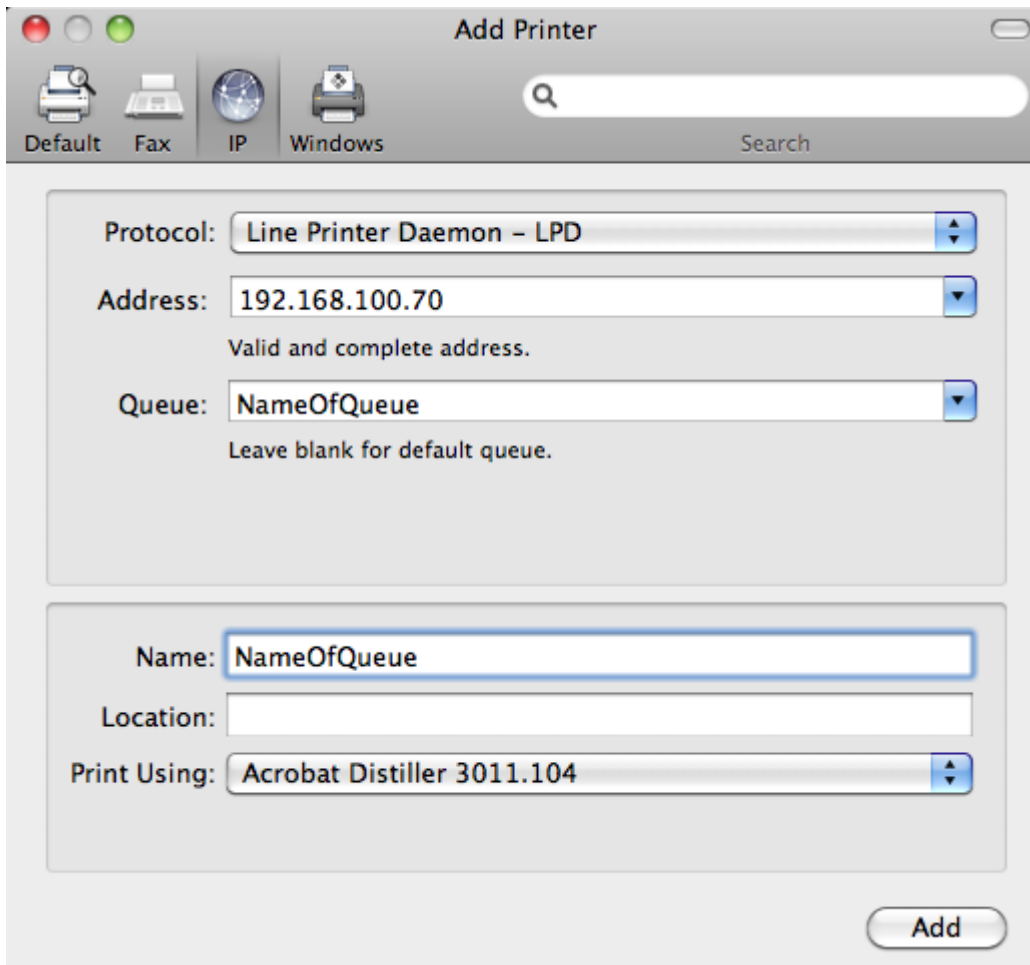 Add Printer
Default Fax IP Windows Search
Protocol: Line Printer Daemon – LPD
Address: 192.168.100.70
Valid and complete address.
Queue: NameOfQueue
Leave blank for default queue.
Name: NameOfQueue
Location:
Print Using: Acrobat Distiller 3011.104
Add